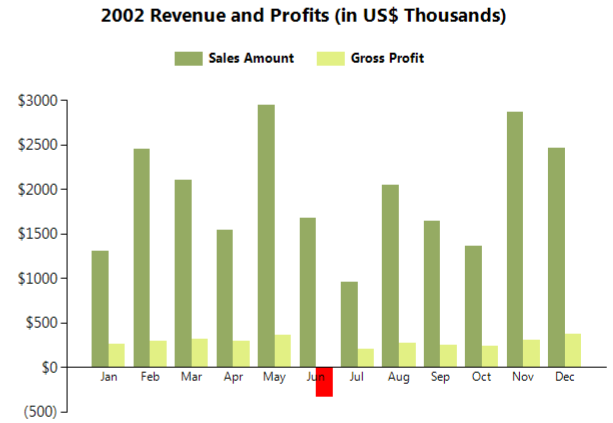 2002 Revenue and Profits (in US$ Thousands)
Sales Amount Gross Profit
$3000
$2500
$2000
$1500
$1000
$500
$0
Jan Feb Mar Apr May Jun Jul Aug Sep Oct Nov Dec
(500)